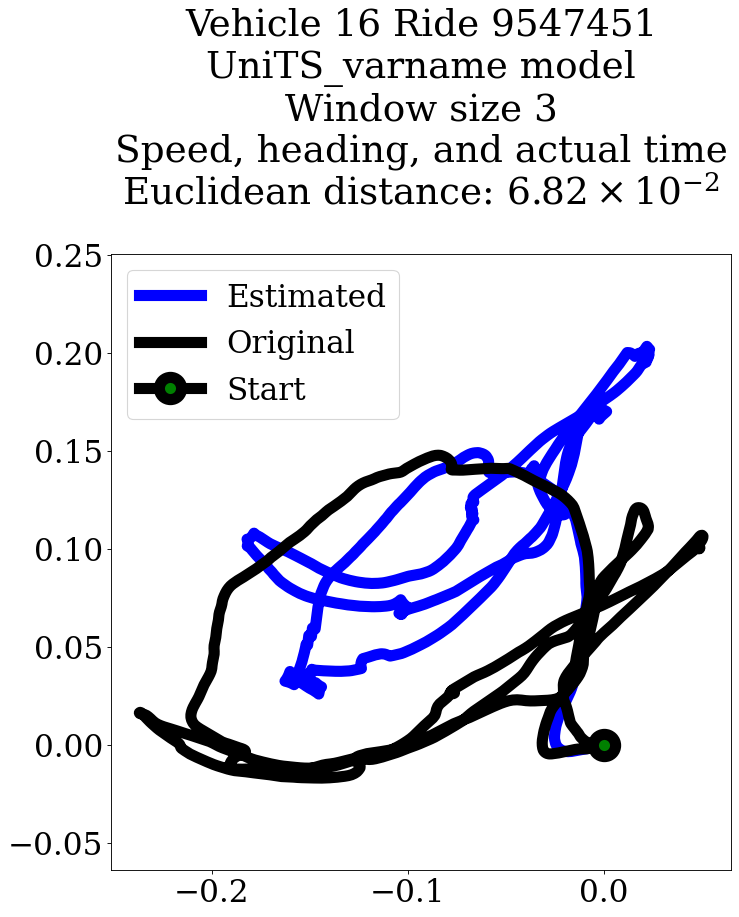 Vehicle 16 Ride 9547451
UniTS_varname model
Window size 3
Speed, heading, and actual time
Euclidean distance: 6.82 × 10⁻²
0.25
Estimated
0.20
Original
Start
0.15
0.10
0.05
0.00
−0.05
−0.2 −0.1 0.0